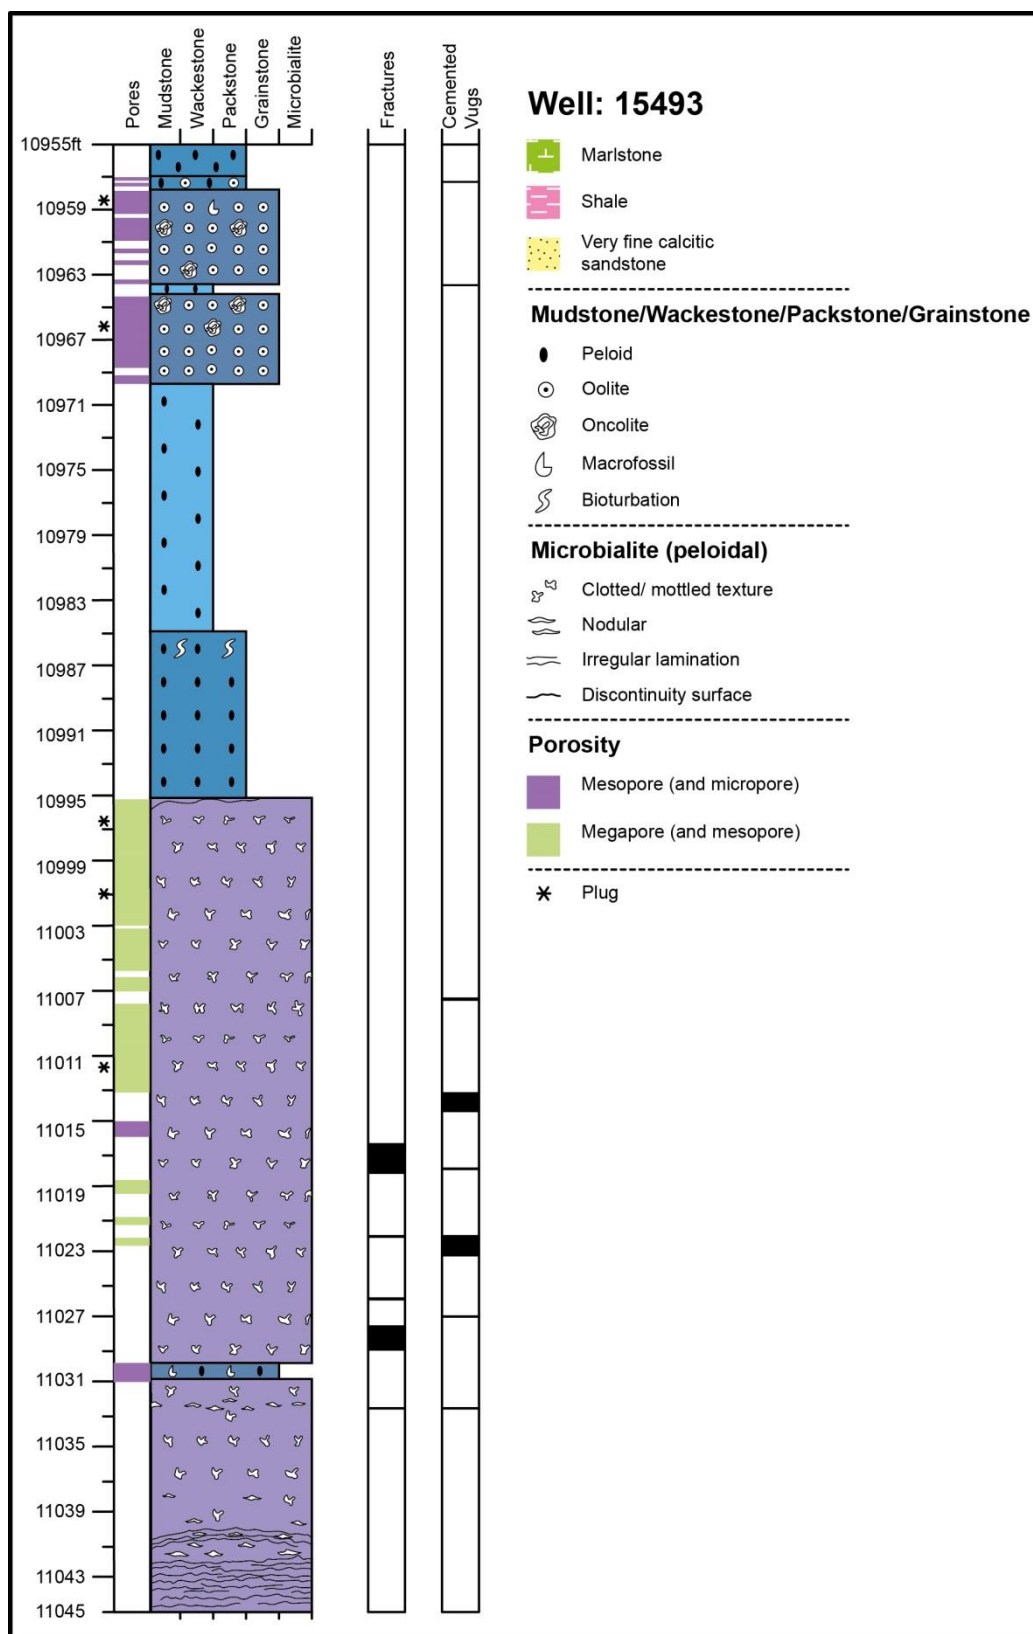 Pores
Mudstone
Wackestone
Packstone
Grainstone
Microbialite
Fractures
Cemented
Vugs
10955ft
10959
10963
10967
10971
10975
10979
10983
10987
10991
10995
10999
11003
11007
11011
11015
11019
11023
11027
11031
11035
11039
11043
11045
Well: 15493
Marlstone
Shale
Very fine calcitic
sandstone
Mudstone/Wackestone/Packstone/Grainstone
Peloid
Oolite
Oncolite
Macrofossil
Bioturbation
Microbialite (peloidal)
Clotted/ mottled texture
Nodular
Irregular lamination
Discontinuity surface
Porosity
Mesopore (and micropore)
Megapore (and mesopore)
Plug